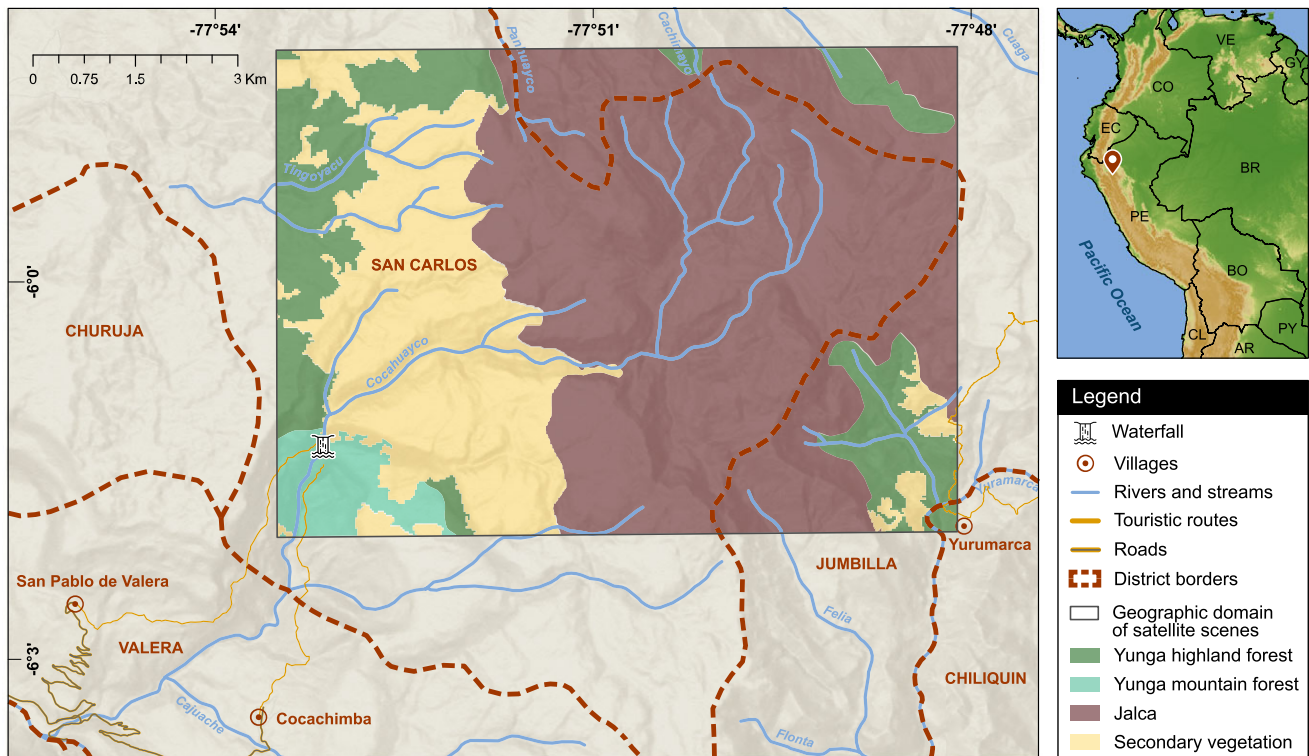 -77°54'
-77°51'
-77°48'
0 0.75 1.5 3 Km
Panhuayco
Cachimayo
Cuaga
Tingoyacu
-6°0'
SAN CARLOS
CHURUJA
Cocahuayco
Yuramarca
Yurumarca
JUMBILLA
San Pablo de Valera
Felia
VALERA
-6°3'
CHILIQUIN
Cajuache
Cocachimba
Flonta
VE
GY
CO
EC
BR
PE
Pacific Ocean
BO
PY
CL
AR
Legend
Waterfall
Villages
Rivers and streams
Touristic routes
Roads
District borders
Geographic domain
of satellite scenes
Yunga highland forest
Yunga mountain forest
Jalca
Secondary vegetation